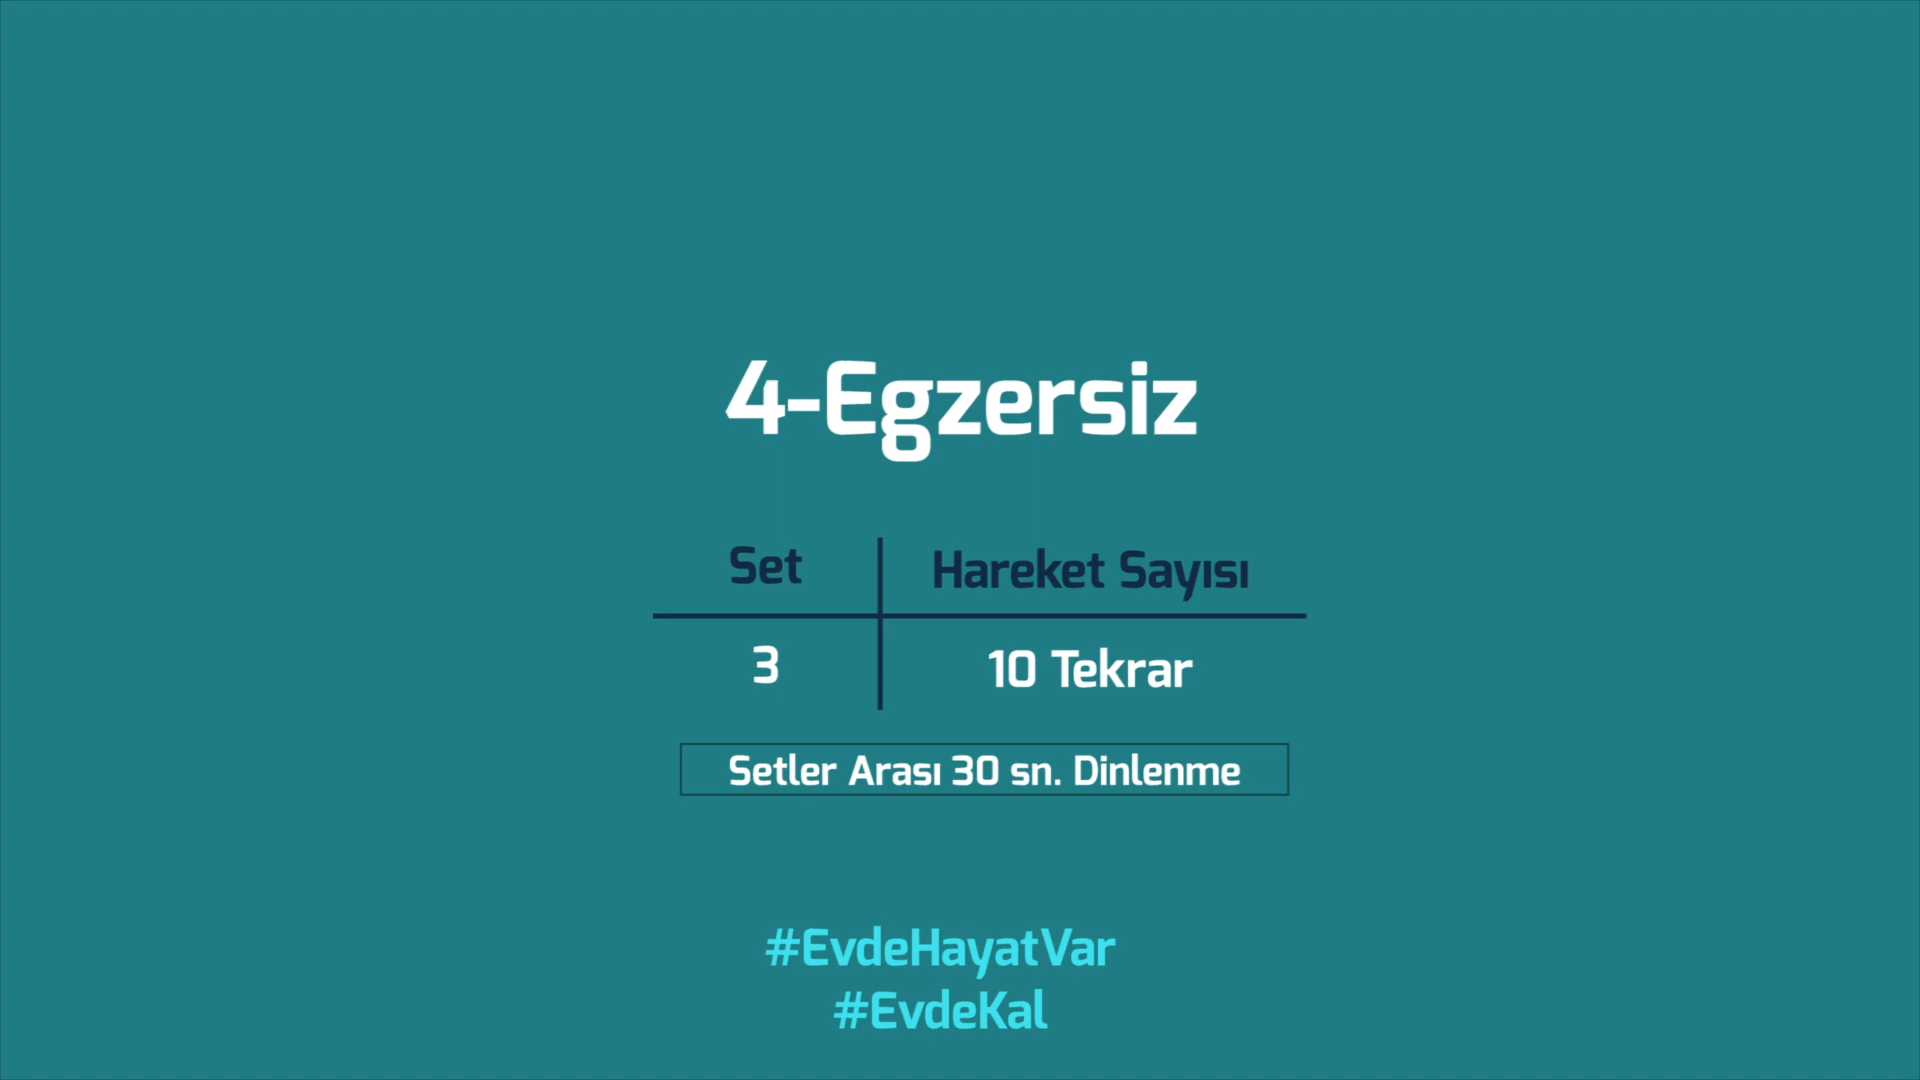 4-Egzersiz
Set Hareket Sayısı
3 10 Tekrar
Setler Arası 30 sn. Dinlenme
#EvdeHayatVar
#EvdeKal